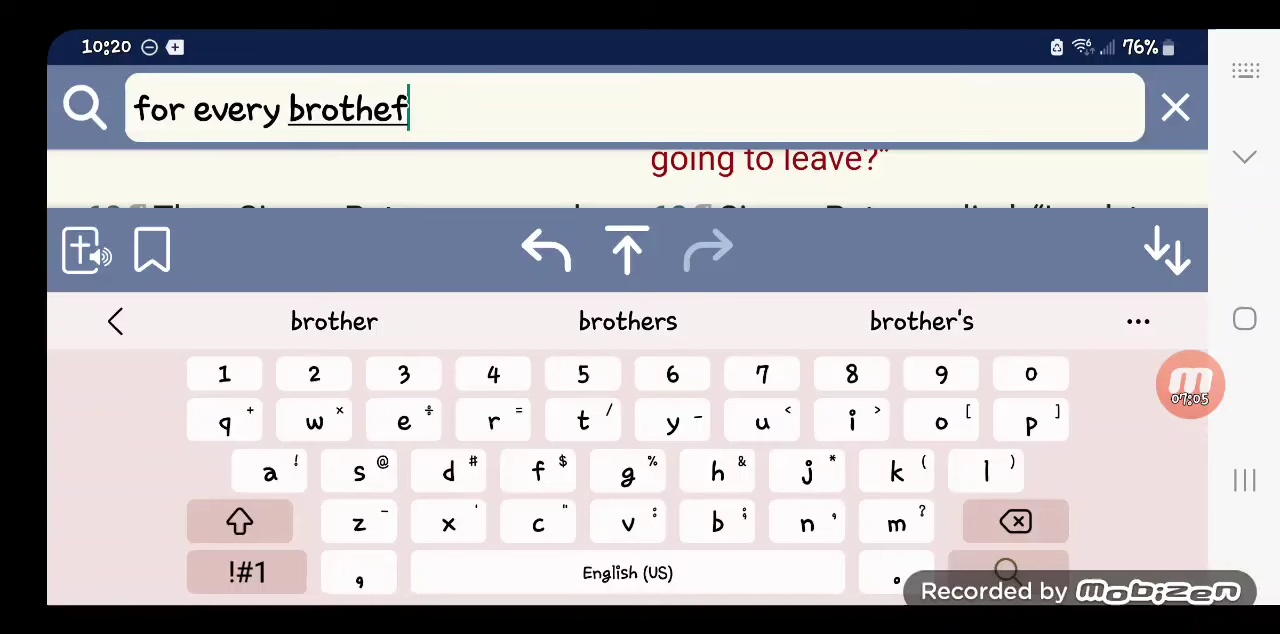 10:20 76%
for every brothef
going to leave?"
brother brothers brother's ...
1 2 3 4 5 6 7 8 9 0
q + w × e ÷ r = t / y - u < i > o [ p ]
a ! s @ d # f $ g % h & j * k ( l )
z - x ' c " v : b ; n , m ?
!#1 , English (US) .
07:05
Recorded by mobizen